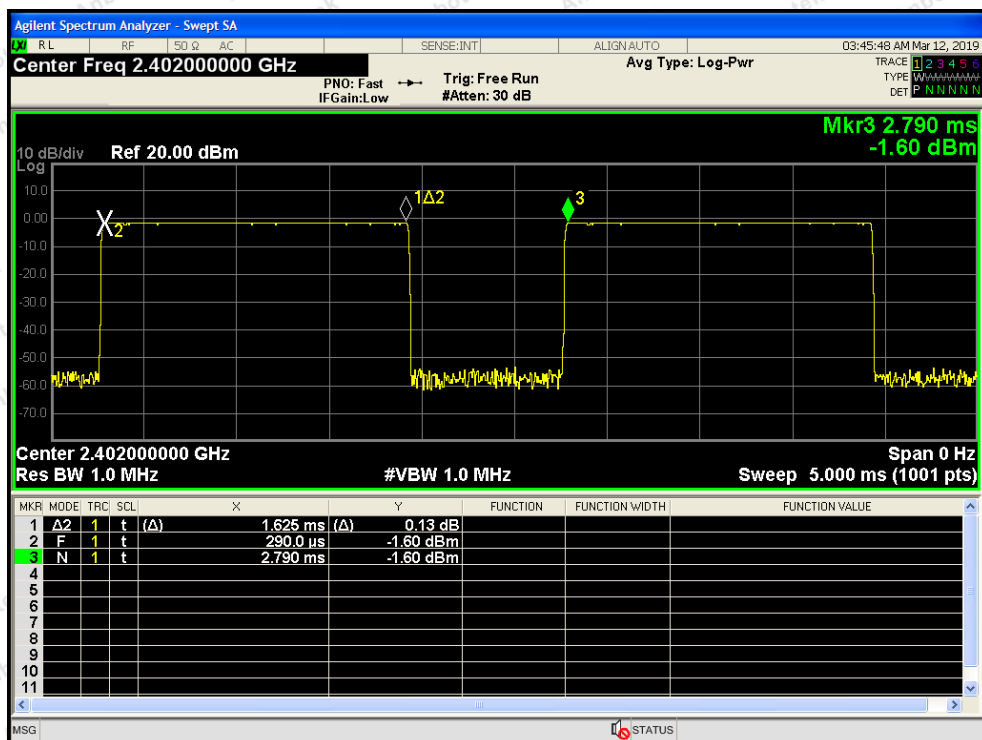 Agilent Spectrum Analyzer - Swept SA
LXI RL RF 50 Ω AC SENSE:INT ALIGN AUTO 03:45:48 AM Mar 12, 2019
Center Freq 2.402000000 GHz
PNO: Fast
IFGain:Low
Trig: Free Run
#Atten: 30 dB
Avg Type: Log-Pwr
TRACE 1 2 3 4 5 6
TYPE WWWWWW
DET P N N N N N
Mkr3 2.790 ms
-1.60 dBm
10 dB/div Ref 20.00 dBm
Log
10.0
0.00
-10.0
-20.0
-30.0
-40.0
-50.0
-60.0
-70.0
X2
1Δ2
3
Center 2.402000000 GHz Span 0 Hz
Res BW 1.0 MHz #VBW 1.0 MHz Sweep 5.000 ms (1001 pts)
MKR MODE TRC SCL X Y FUNCTION FUNCTION WIDTH FUNCTION VALUE
1 Δ2 1 t (Δ) 1.625 ms (Δ) 0.13 dB
2 F 1 t 290.0 µs -1.60 dBm
3 N 1 t 2.790 ms -1.60 dBm
4
5
6
7
8
9
10
11
MSG STATUS